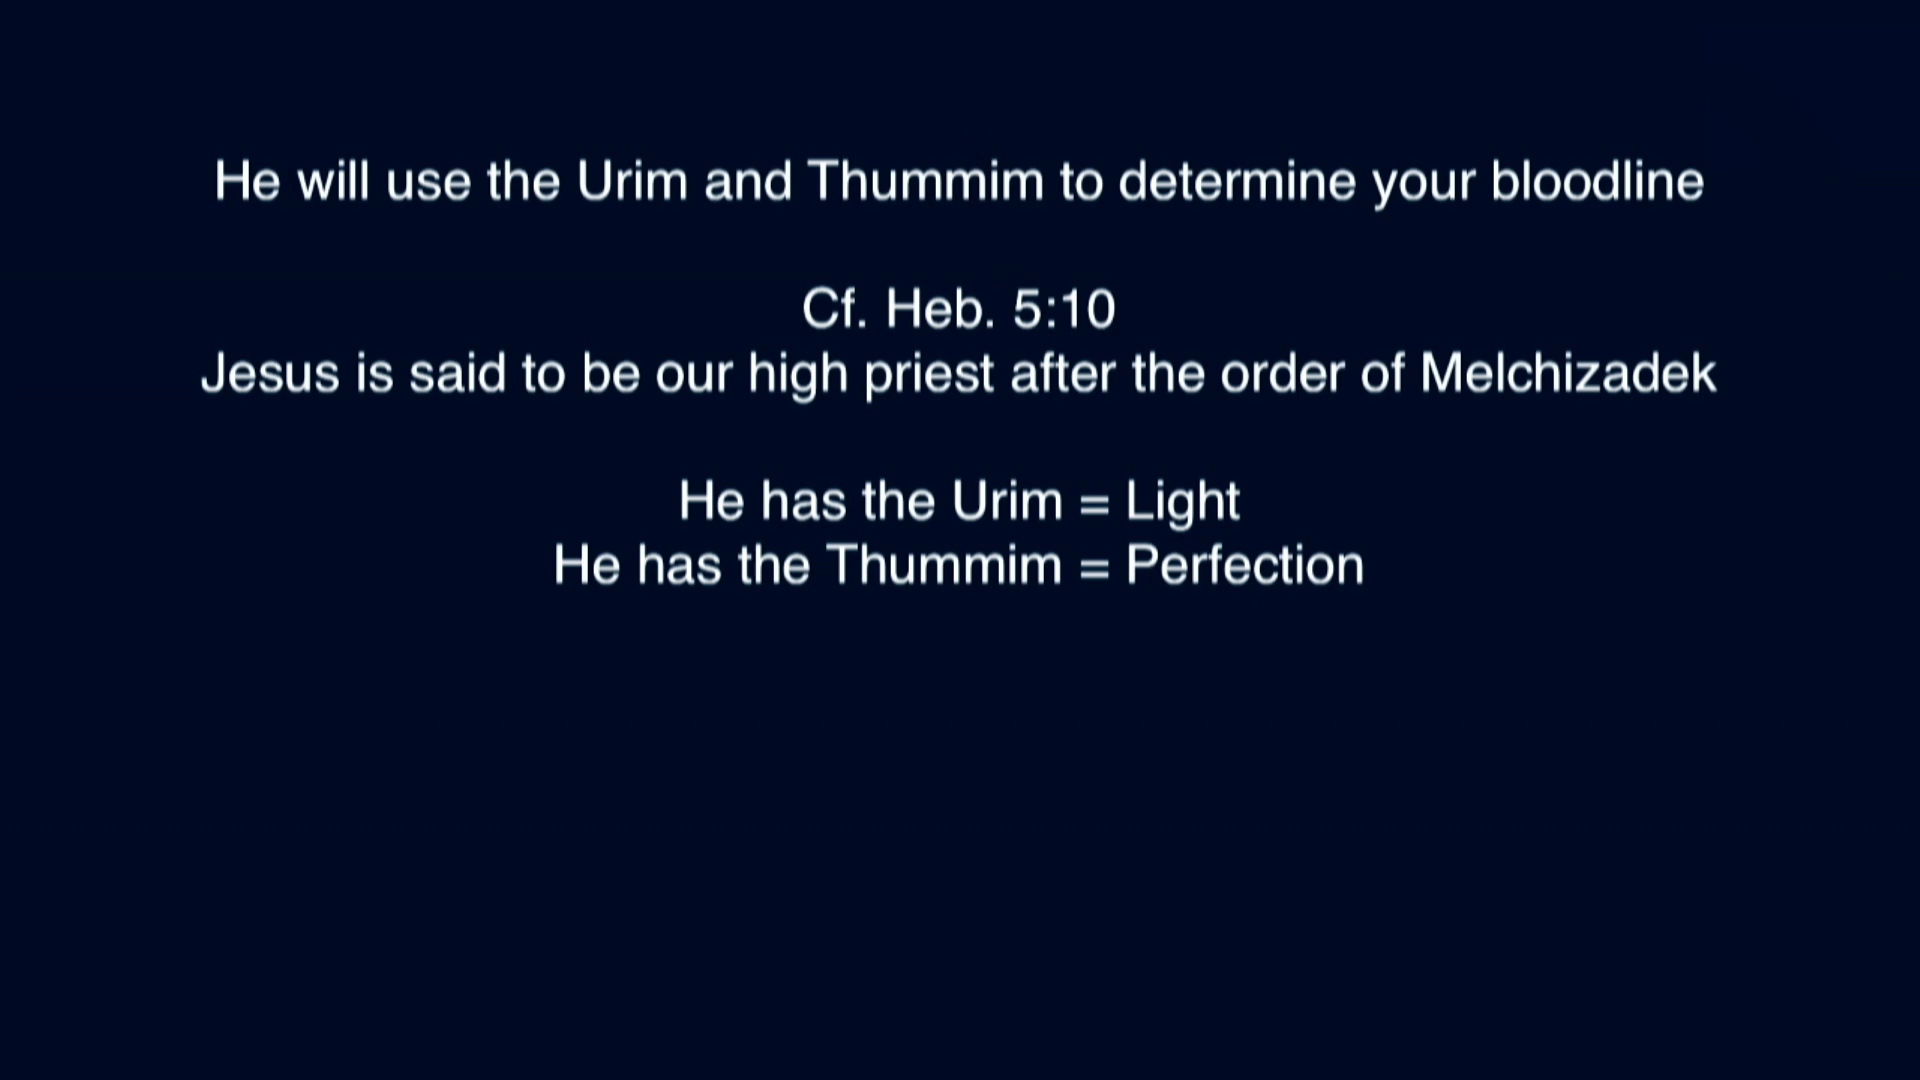 He will use the Urim and Thummim to determine your bloodline
Cf. Heb. 5:10
Jesus is said to be our high priest after the order of Melchizadek
He has the Urim = Light
He has the Thummim = Perfection